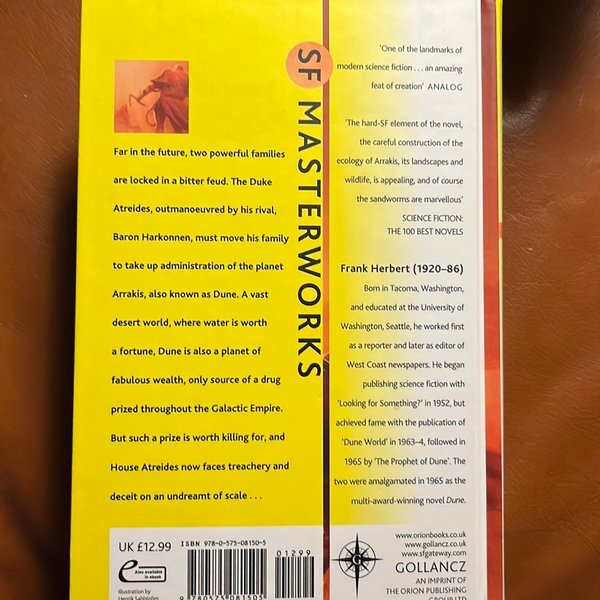 Far in the future, two powerful families
are locked in a bitter feud. The Duke
Atreides, outmanoeuvred by his rival,
Baron Harkonnen, must move his family
to take up administration of the planet
Arrakis, also known as Dune. A vast
desert world, where water is worth
a fortune, Dune is also a planet of
fabulous wealth, only source of a drug
prized throughout the Galactic Empire.
But such a prize is worth killing for, and
House Atreides now faces treachery and
deceit on an undreamt of scale . . .
UK £12.99
e
Also available
in ebook
Illustration by
Henrik Sahlström
ISBN 978-0-575-08150-5
01299
9 780575 081505
SF MASTERWORKS
'One of the landmarks of
modern science fiction . . . an amazing
feat of creation' ANALOG
'The hard-SF element of the novel,
the careful construction of the
ecology of Arrakis, its landscapes and
wildlife, is appealing, and of course
the sandworms are marvellous'
SCIENCE FICTION:
THE 100 BEST NOVELS
Frank Herbert (1920–86)
Born in Tacoma, Washington,
and educated at the University of
Washington, Seattle, he worked first
as a reporter and later as editor of
West Coast newspapers. He began
publishing science fiction with
'Looking for Something?' in 1952, but
achieved fame with the publication of
'Dune World' in 1963–4, followed in
1965 by 'The Prophet of Dune'. The
two were amalgamated in 1965 as the
multi-award-winning novel Dune.
www.orionbooks.co.uk
www.gollancz.co.uk
www.sfgateway.com
GOLLANCZ
AN IMPRINT OF
THE ORION PUBLISHING
GROUP LTD